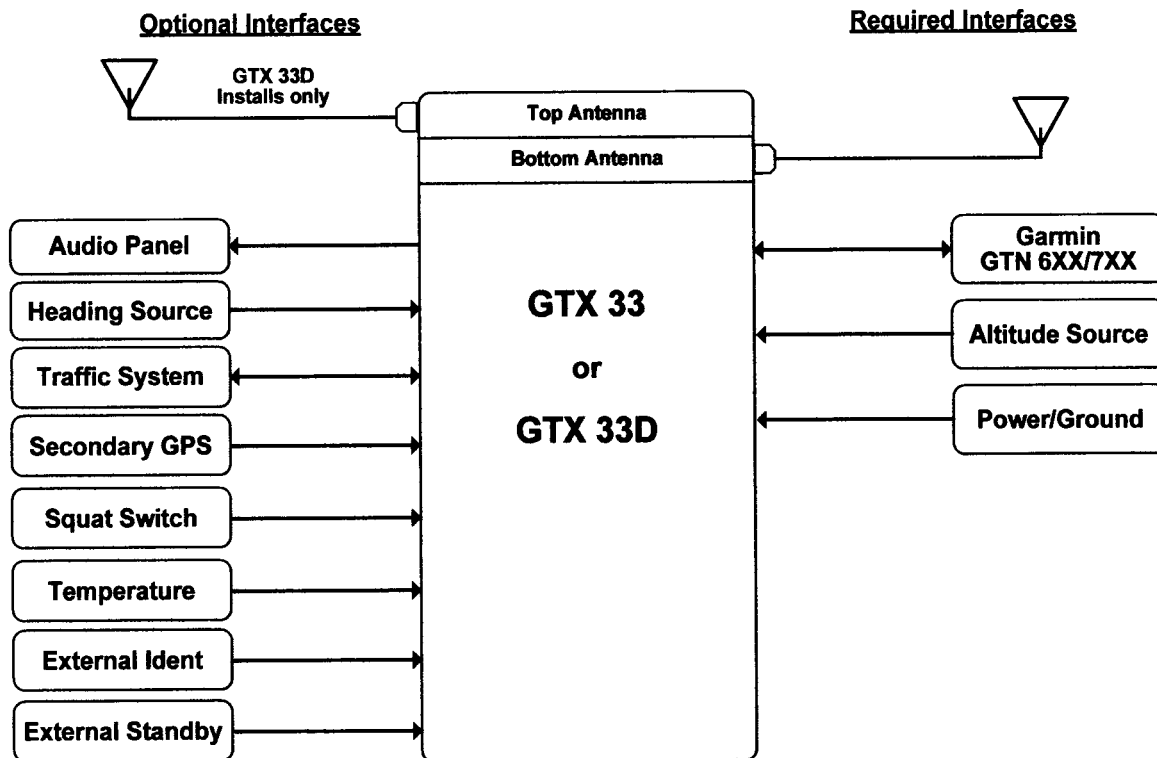 Optional Interfaces
Required Interfaces
GTX 33D
Installs only
Top Antenna
Bottom Antenna
Audio Panel
Heading Source
Traffic System
Secondary GPS
Squat Switch
Temperature
External Ident
External Standby
GTX 33
or
GTX 33D
Garmin
GTN 6XX/7XX
Altitude Source
Power/Ground